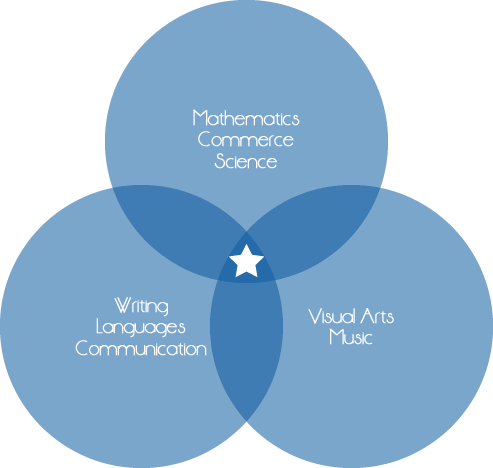 Mathematics
Commerce
Science
Writing
Languages
Communication
Visual Arts
Music